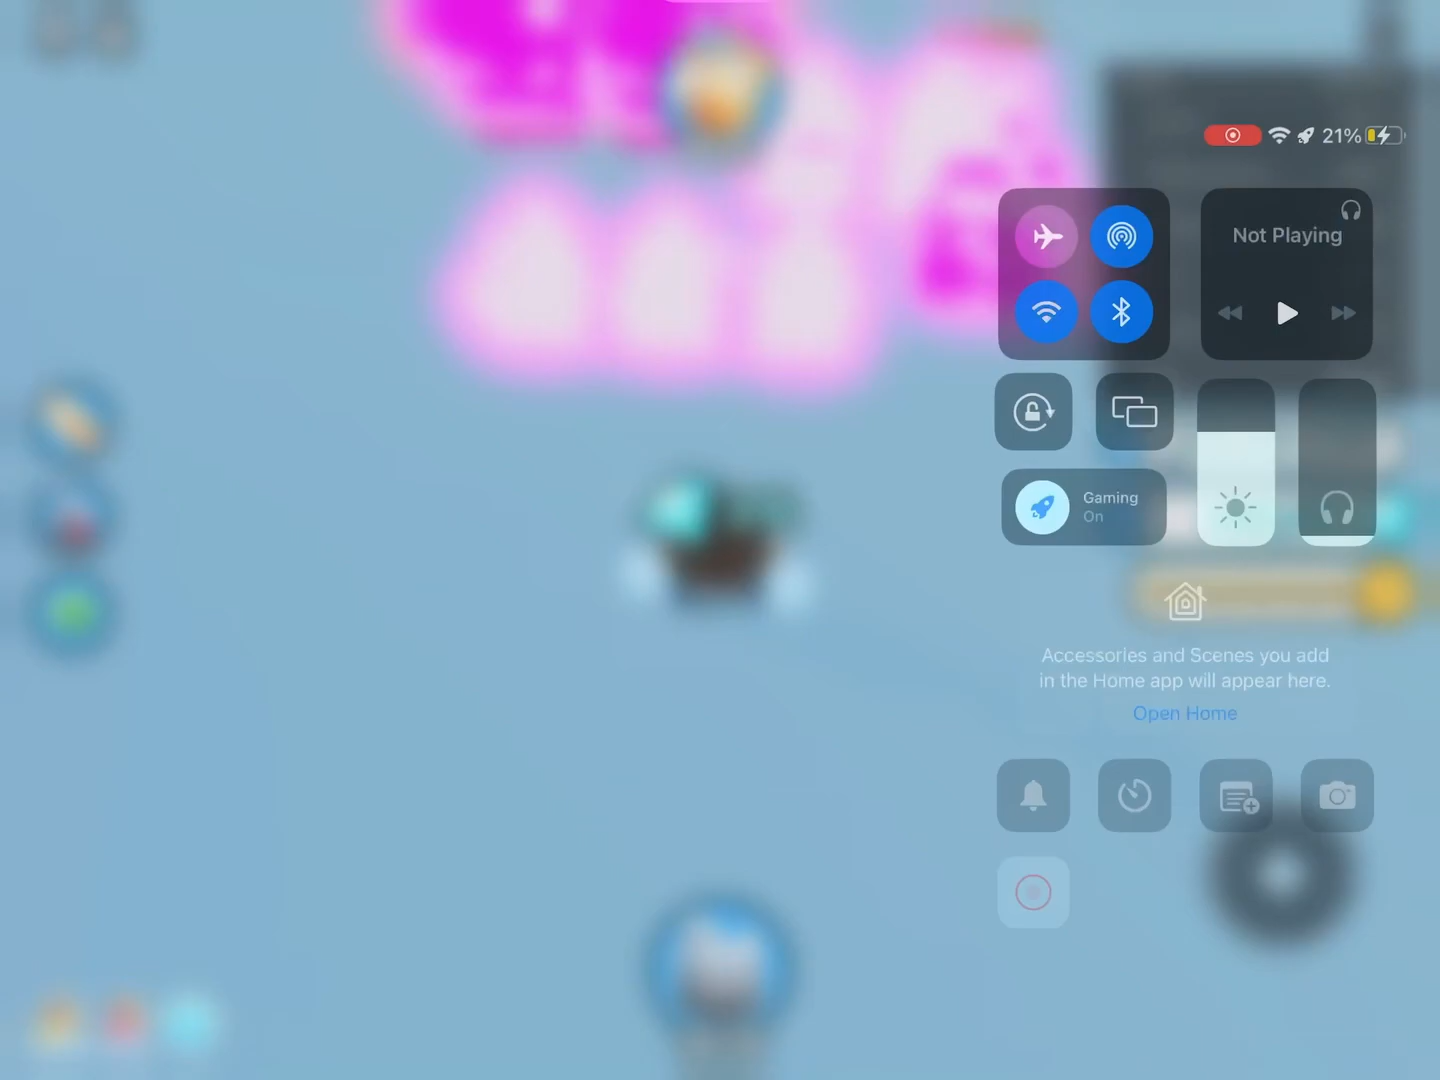 21%
Not Playing
Gaming
On
Accessories and Scenes you add
in the Home app will appear here.
Open Home